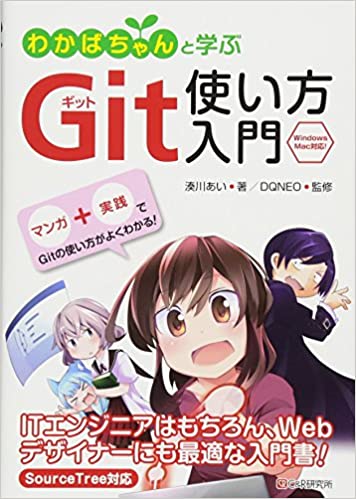 わかばちゃんと学ぶ
ギット
Git
使い方
入門
Windows
Mac対応!
湊川あい・著/DQNEO・監修
マンガ+実践で
Gitの使い方がよくわかる!
ITエンジニアはもちろん、Web
デザイナーにも最適な入門書!
SourceTree対応
C&R研究所